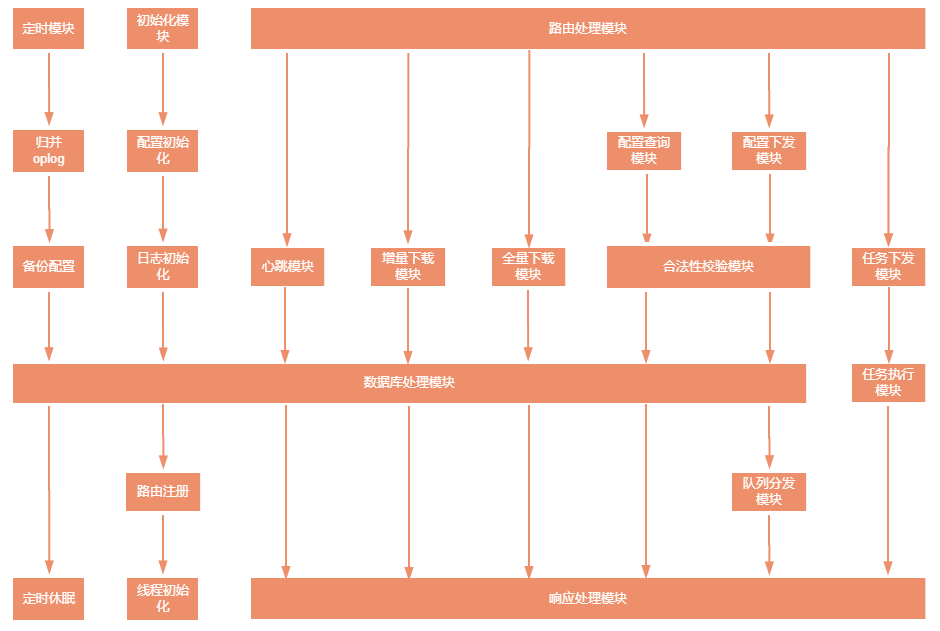 定时模块
初始化模
块
路由处理模块
归并
oplog
配置初始
化
配置查询
模块
配置下发
模块
备份配置
日志初始
化
心跳模块
增量下载
模块
全量下载
模块
合法性校验模块
任务下发
模块
数据库处理模块
任务执行
模块
路由注册
队列分发
模块
定时休眠
线程初始
化
响应处理模块